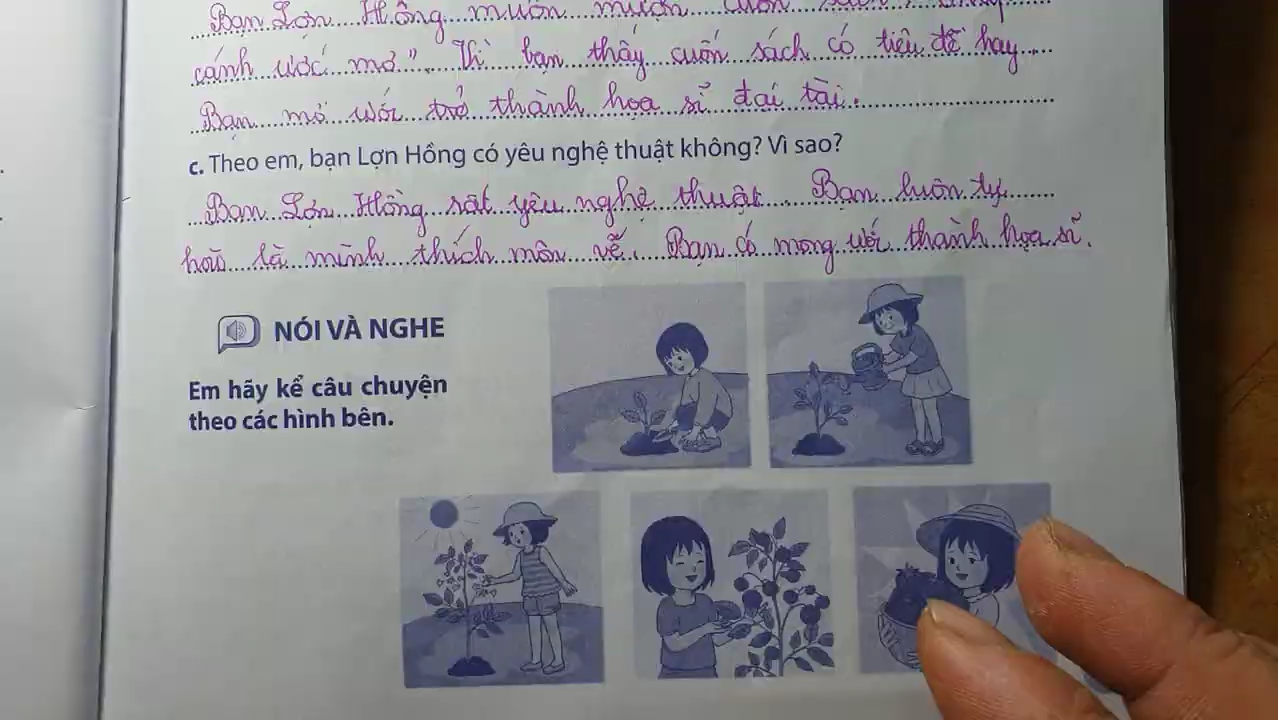 Bạn Lợn Hồng muốn mượn cuốn
cánh ước mơ". Vì bạn thấy cuốn sách có tiêu đề hay
Bạn mơ ước trở thành họa sĩ đại tài.
c. Theo em, bạn Lợn Hồng có yêu nghệ thuật không? Vì sao?
Bạn Lợn Hồng rất yêu nghệ thuật. Bạn luôn tự
hào là mình thích môn vẽ. Bạn có mong ước thành họa sĩ.
NÓI VÀ NGHE
Em hãy kể câu chuyện
theo các hình bên.